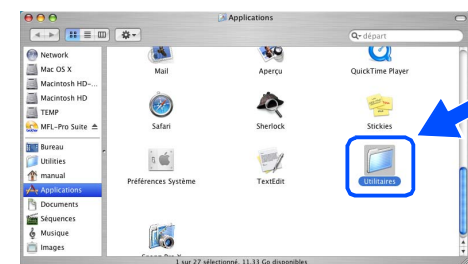 Applications
départ
Network
Mac OS X
Macintosh HD-...
Macintosh HD
TEMP
MFL-Pro Suite
Bureau
Utilities
manual
Applications
Documents
Séquences
Musique
Images
Mail
Aperçu
QuickTime Player
Safari
Sherlock
Stickies
Préférences Système
TextEdit
Utilitaires
1 sur 27 sélectionné, 11,33 Go disponibles